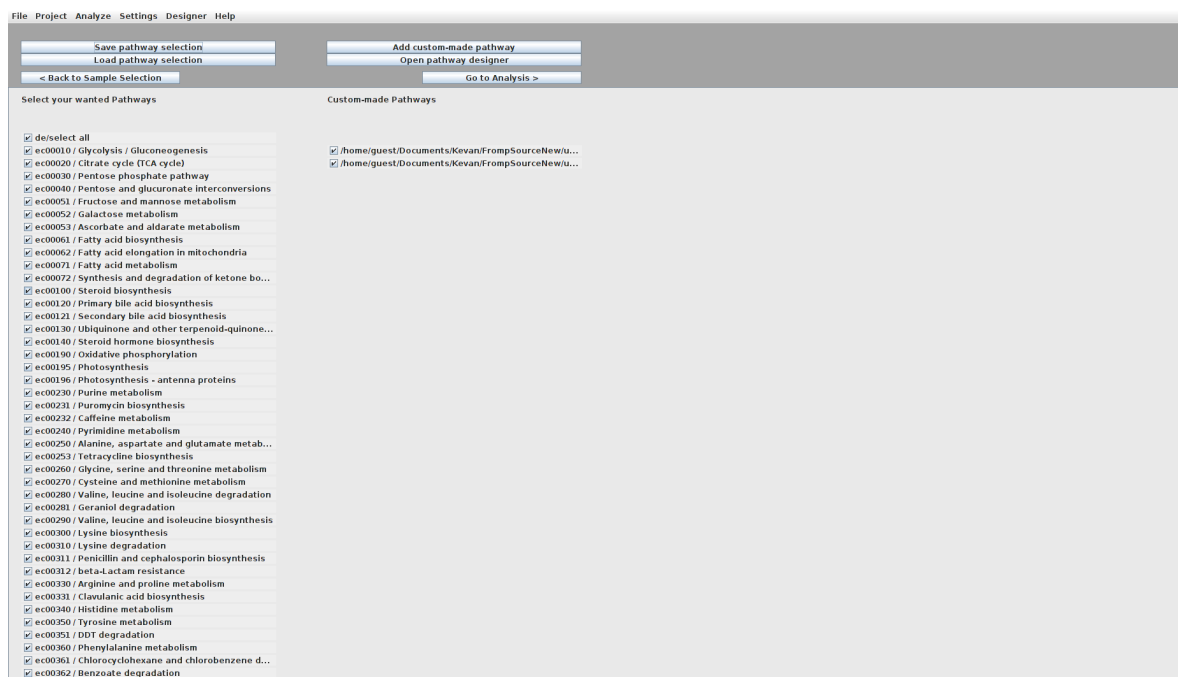 File Project Analyze Settings Designer Help
Save pathway selection
Load pathway selection
< Back to Sample Selection
Add custom-made pathway
Open pathway designer
Go to Analysis >
Select your wanted Pathways
de/select all
ec00010 / Glycolysis / Gluconeogenesis
ec00020 / Citrate cycle (TCA cycle)
ec00030 / Pentose phosphate pathway
ec00040 / Pentose and glucuronate interconversions
ec00051 / Fructose and mannose metabolism
ec00052 / Galactose metabolism
ec00053 / Ascorbate and aldarate metabolism
ec00061 / Fatty acid biosynthesis
ec00062 / Fatty acid elongation in mitochondria
ec00071 / Fatty acid metabolism
ec00072 / Synthesis and degradation of ketone bo...
ec00100 / Steroid biosynthesis
ec00120 / Primary bile acid biosynthesis
ec00121 / Secondary bile acid biosynthesis
ec00130 / Ubiquinone and other terpenoid-quinone...
ec00140 / Steroid hormone biosynthesis
ec00190 / Oxidative phosphorylation
ec00195 / Photosynthesis
ec00196 / Photosynthesis - antenna proteins
ec00230 / Purine metabolism
ec00231 / Puromycin biosynthesis
ec00232 / Caffeine metabolism
ec00240 / Pyrimidine metabolism
ec00250 / Alanine, aspartate and glutamate metab...
ec00253 / Tetracycline biosynthesis
ec00260 / Glycine, serine and threonine metabolism
ec00270 / Cysteine and methionine metabolism
ec00280 / Valine, leucine and isoleucine degradation
ec00281 / Geraniol degradation
ec00290 / Valine, leucine and isoleucine biosynthesis
ec00300 / Lysine biosynthesis
ec00310 / Lysine degradation
ec00311 / Penicillin and cephalosporin biosynthesis
ec00312 / beta-Lactam resistance
ec00330 / Arginine and proline metabolism
ec00331 / Clavulanic acid biosynthesis
ec00340 / Histidine metabolism
ec00350 / Tyrosine metabolism
ec00351 / DDT degradation
ec00360 / Phenylalanine metabolism
ec00361 / Chlorocyclohexane and chlorobenzene d...
ec00362 / Benzoate degradation
Custom-made Pathways
/home/guest/Documents/Kevan/FrompSourceNew/u...
/home/guest/Documents/Kevan/FrompSourceNew/u...